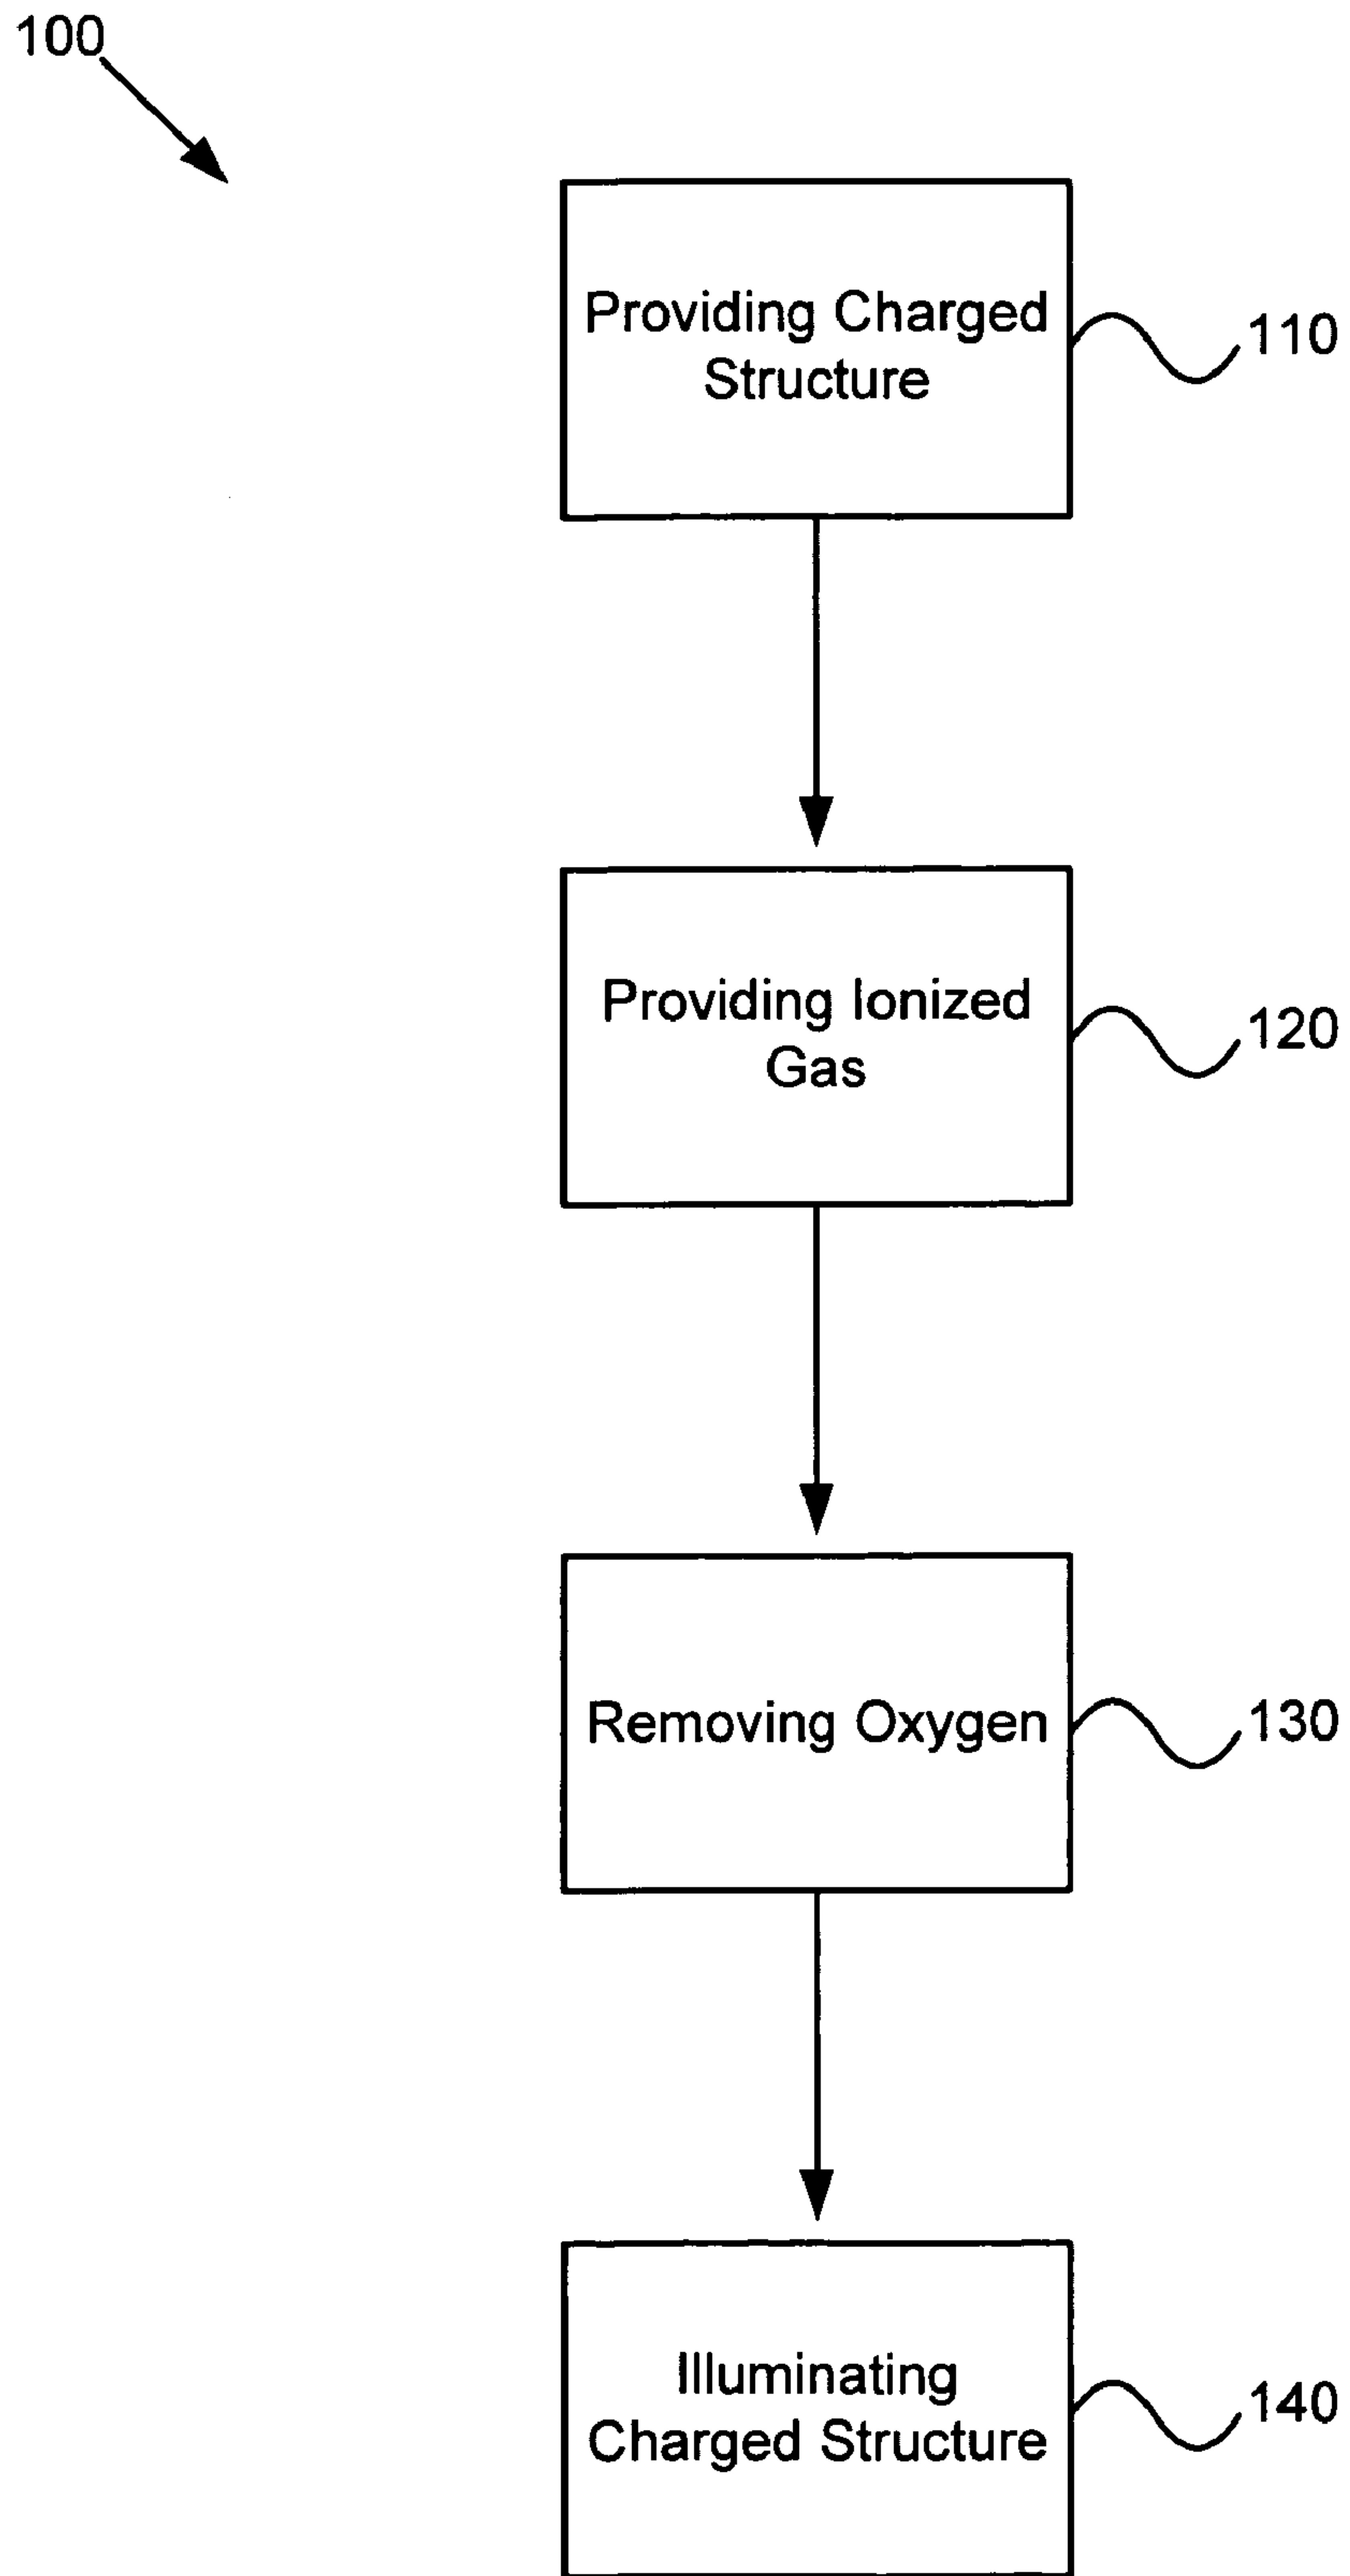 100
Providing Charged
Structure
110
Providing Ionized
Gas
120
Removing Oxygen
130
Illuminating
Charged Structure
140